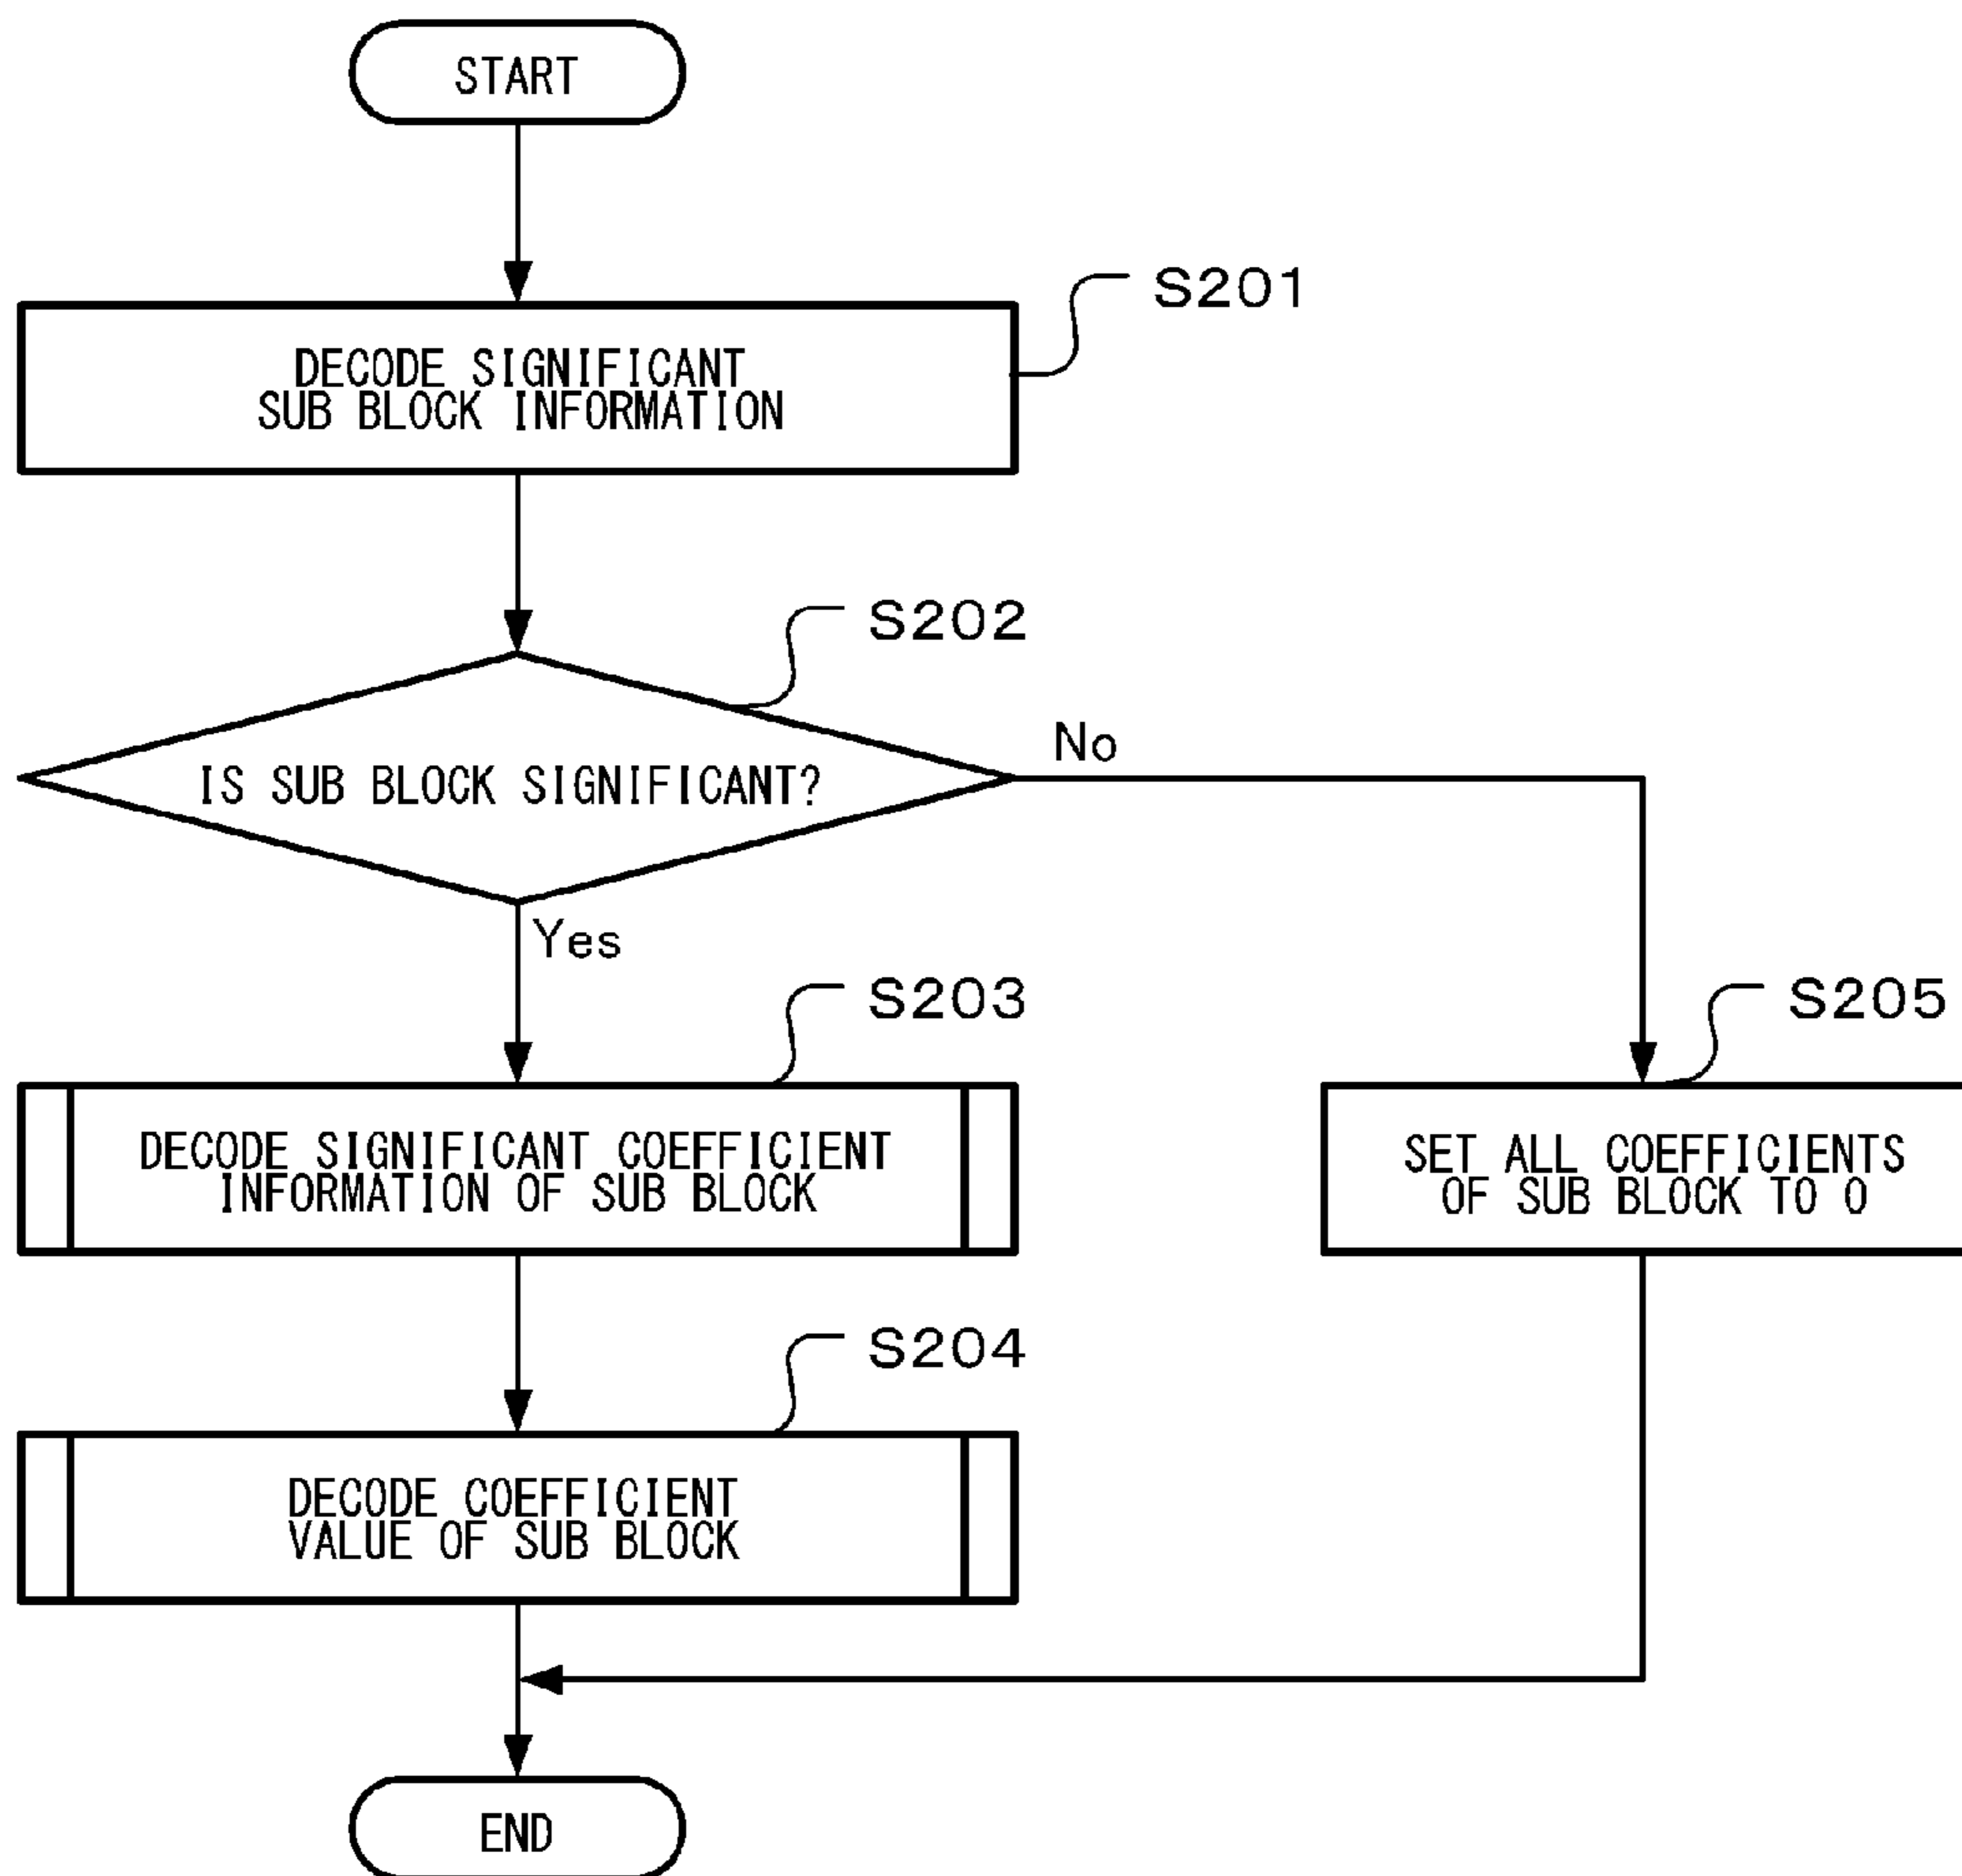 START
S201
DECODE SIGNIFICANT
SUB BLOCK INFORMATION
S202
No
IS SUB BLOCK SIGNIFICANT?
Yes
S203
S205
DECODE SIGNIFICANT COEFFICIENT
INFORMATION OF SUB BLOCK
SET ALL COEFFICIENTS
OF SUB BLOCK TO 0
S204
DECODE COEFFICIENT
VALUE OF SUB BLOCK
END